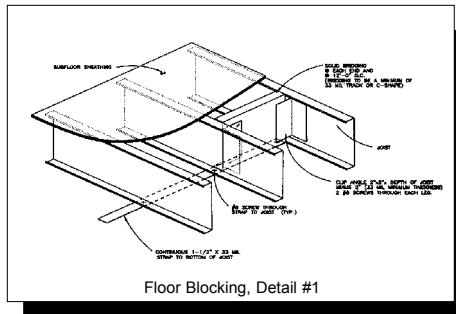 SUBFLOOR SHEATHING
SOLID BRIDGING
@ EACH END AND
@ 12'-0" O.C.
(BRIDGING TO BE A MINIMUM OF
33 MIL TRACK OR C-SHAPE)
JOIST
CLIP ANGLE 2"x2", DEPTH OF JOIST
MINUS 2" (33 MIL MINIMUM THICKNESS)
2 #8 SCREWS THROUGH EACH LEG.
#8 SCREW THROUGH
STRAP TO JOIST (TYP.)
CONTINUOUS 1-1/2" X 33 MIL
STRAP TO BOTTOM OF JOIST
Floor Blocking, Detail #1